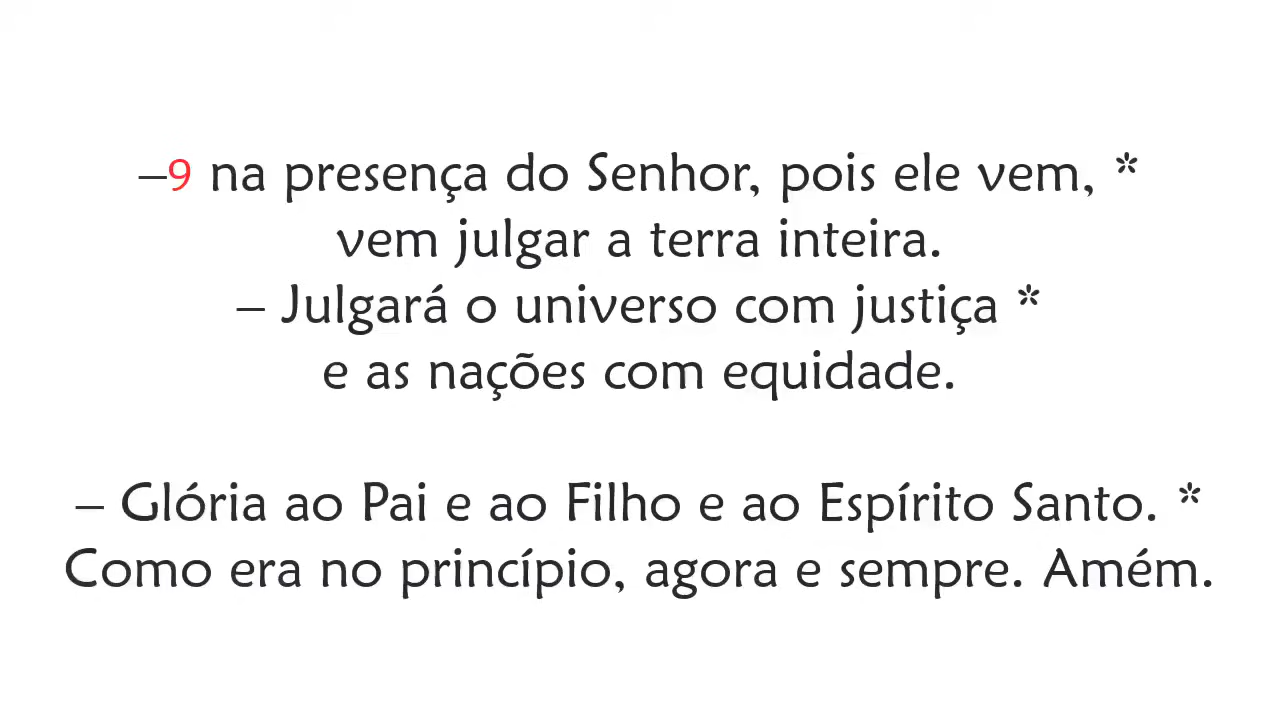 –9 na presença do Senhor, pois ele vem, *
vem julgar a terra inteira.
– Julgará o universo com justiça *
e as nações com equidade.
– Glória ao Pai e ao Filho e ao Espírito Santo. *
Como era no princípio, agora e sempre. Amém.